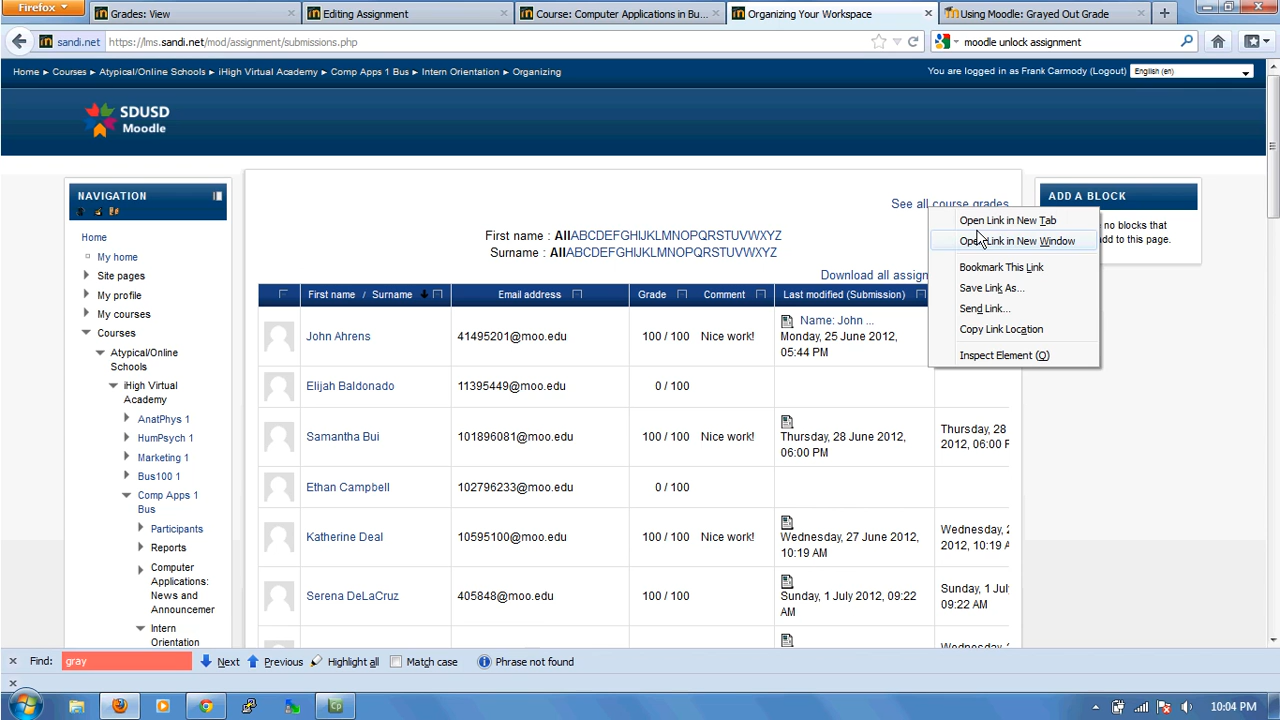 Firefox
Grades: View
Editing Assignment
Course: Computer Applications in Bu...
Organizing Your Workspace
Using Moodle: Grayed Out Grade
sandi.net
https://lms.sandi.net/mod/assignment/submissions.php
moodle unlock assignment
Home ▸ Courses ▸ Atypical/Online Schools ▸ iHigh Virtual Academy ▸ Comp Apps 1 Bus ▸ Intern Orientation ▸ Organizing
You are logged in as Frank Carmody (Logout)
English (en)
SDUSD
Moodle
NAVIGATION
Home
My home
Site pages
My profile
My courses
Courses
Atypical/Online
Schools
iHigh Virtual
Academy
AnatPhys 1
HumPsych 1
Marketing 1
Bus100 1
Comp Apps 1
Bus
Participants
Reports
Computer
Applications:
News and
Announcemer
Intern
Orientation
See all course grades
First name : AllABCDEFGHIJKLMNOPQRSTUVWXYZ
Surname : AllABCDEFGHIJKLMNOPQRSTUVWXYZ
Download all assign
First name / Surname
Email address
Grade
Comment
Last modified (Submission)
John Ahrens
41495201@moo.edu
100 / 100
Nice work!
Name: John ...
Monday, 25 June 2012,
05:44 PM
Elijah Baldonado
11395449@moo.edu
0 / 100
Samantha Bui
101896081@moo.edu
100 / 100
Nice work!
Thursday, 28 June 2012,
06:00 PM
Thursday, 28
2012, 06:00 P
Ethan Campbell
102796233@moo.edu
0 / 100
Katherine Deal
10595100@moo.edu
100 / 100
Nice work!
Wednesday, 27 June 2012,
10:19 AM
Wednesday, 2
2012, 10:19 A
Serena DeLaCruz
405848@moo.edu
100 / 100
Sunday, 1 July 2012, 09:22
AM
Sunday, 1 Jul
09:22 AM
Open Link in New Tab
Open Link in New Window
Bookmark This Link
Save Link As...
Send Link...
Copy Link Location
Inspect Element (Q)
ADD A BLOCK
no blocks that
add to this page.
Find:
gray
Next
Previous
Highlight all
Match case
Phrase not found
Cp
10:04 PM